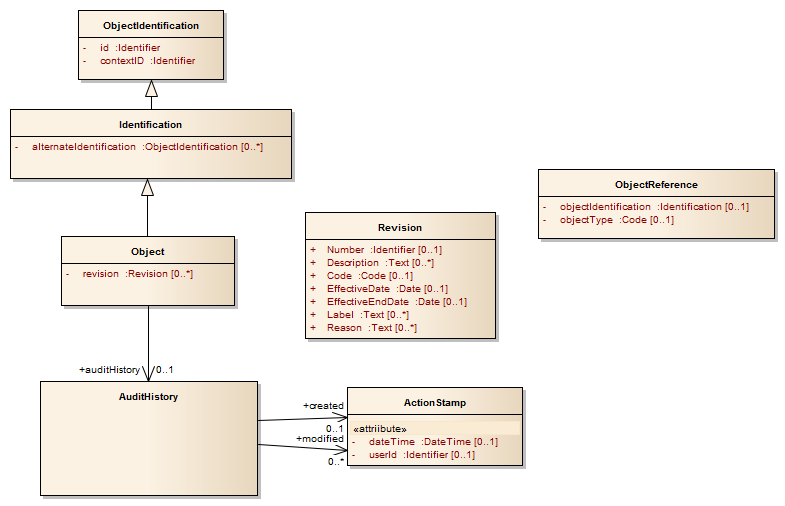 ObjectIdentification
- id :Identifier
- contextID :Identifier
Identification
- alternateIdentification :ObjectIdentification [0..*]
ObjectReference
- objectIdentification :Identification [0..1]
- objectType :Code [0..1]
Revision
+ Number :Identifier [0..1]
+ Description :Text [0..*]
+ Code :Code [0..1]
+ EffectiveDate :Date [0..1]
+ EffectiveEndDate :Date [0..1]
+ Label :Text [0..*]
+ Reason :Text [0..*]
Object
- revision :Revision [0..*]
+auditHistory
0..1
AuditHistory
+created
0..1
+modified
0..*
ActionStamp
«attriibute»
- dateTime :DateTime [0..1]
- userId :Identifier [0..1]